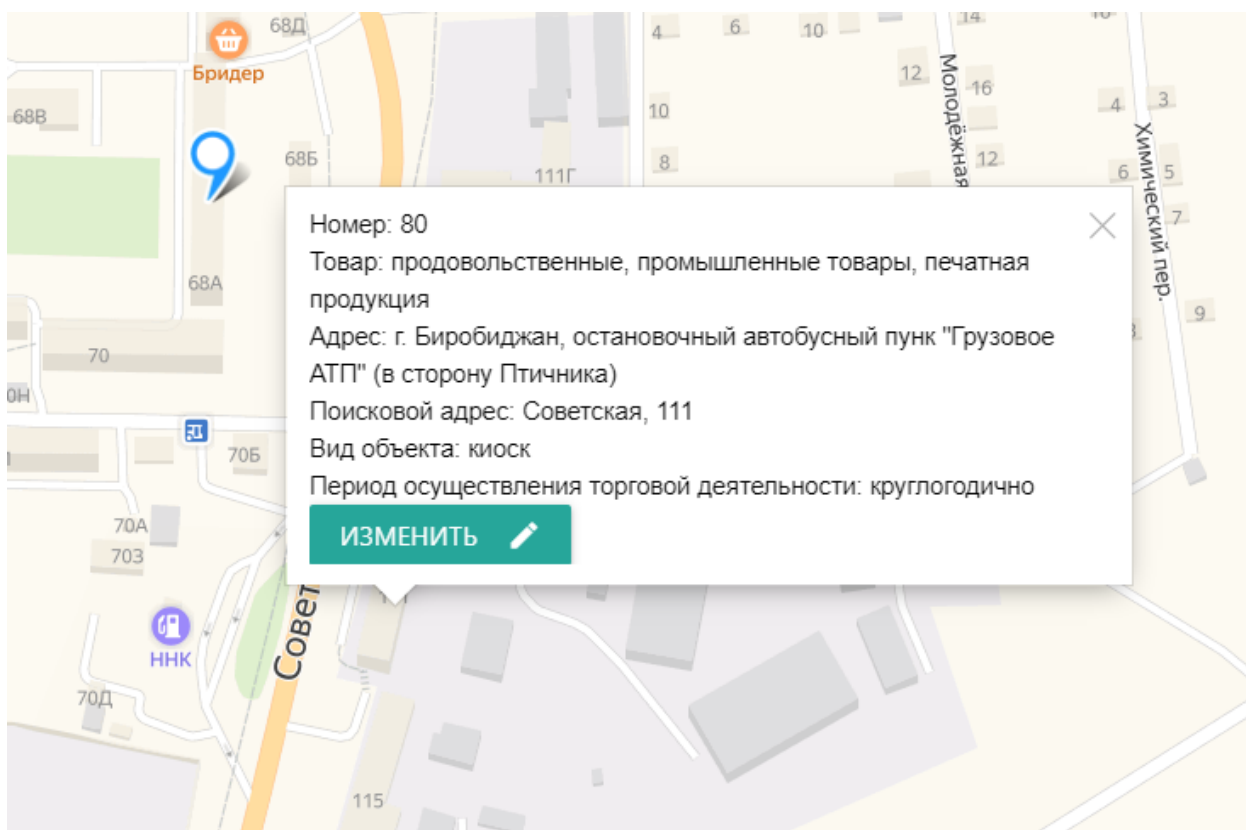 68Д
4
6
10
14
Бридер
12
16
68В
10
4
3
Молодёжная
68Б
111Г
8
12
6
5
Химический пер.
7
Номер: 80
Товар: продовольственные, промышленные товары, печатная
продукция
68А
9
Адрес: г. Биробиджан, остановочный автобусный пунк "Грузовое
АТП" (в сторону Птичника)
70
Поисковой адрес: Советская, 111
Вид объекта: киоск
70Б
Период осуществления торговой деятельности: круглогодично
70А
ИЗМЕНИТЬ
703
Совет
ННК
70Д
115